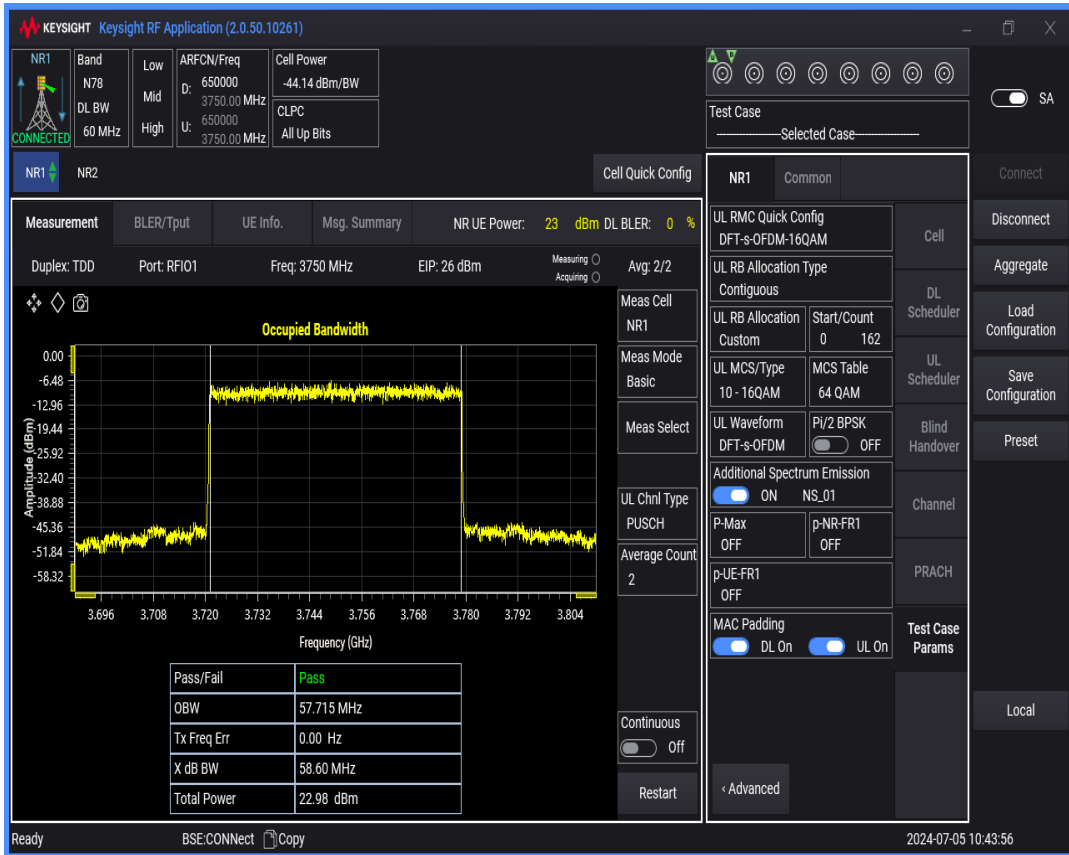 KEYSIGHT Keysight RF Application (2.0.50.10261)
NR1
CONNECTED
Band
N78
DL BW
60 MHz
Low
Mid
High
ARFCN/Freq
D: 650000
3750.00 MHz
U: 650000
3750.00 MHz
Cell Power
-44.14 dBm/BW
CLPC
All Up Bits
Test Case
--------------------Selected Case--------------------
SA
NR1 NR2 Cell Quick Config
Measurement BLER/Tput UE Info. Msg. Summary NR UE Power: 23 dBm DL BLER: 0 %
Duplex: TDD Port: RFIO1 Freq: 3750 MHz EIP: 26 dBm Measuring Avg: 2/2
Acquiring
Occupied Bandwidth
Amplitude (dBm)
0.00
-6.48
-12.96
-19.44
-25.92
-32.40
-38.88
-45.36
-51.84
-58.32
3.696 3.708 3.720 3.732 3.744 3.756 3.768 3.780 3.792 3.804
Frequency (GHz)
Pass/Fail Pass
OBW 57.715 MHz
Tx Freq Err 0.00 Hz
X dB BW 58.60 MHz
Total Power 22.98 dBm
Meas Cell
NR1
Meas Mode
Basic
Meas Select
UL Chnl Type
PUSCH
Average Count
2
Continuous
Off
Restart
NR1 Common
UL RMC Quick Config
DFT-s-OFDM-16QAM
UL RB Allocation Type
Contiguous
UL RB Allocation
Custom
Start/Count
0 162
UL MCS/Type
10 - 16QAM
MCS Table
64 QAM
UL Waveform
DFT-s-OFDM
Pi/2 BPSK
OFF
Additional Spectrum Emission
ON NS_01
P-Max
OFF
p-NR-FR1
OFF
p-UE-FR1
OFF
MAC Padding
DL On UL On
‹ Advanced
Cell
DL
Scheduler
UL
Scheduler
Blind
Handover
Channel
PRACH
Test Case
Params
Connect
Disconnect
Aggregate
Load
Configuration
Save
Configuration
Preset
Local
Ready BSE:CONNect Copy 2024-07-05 10:43:56